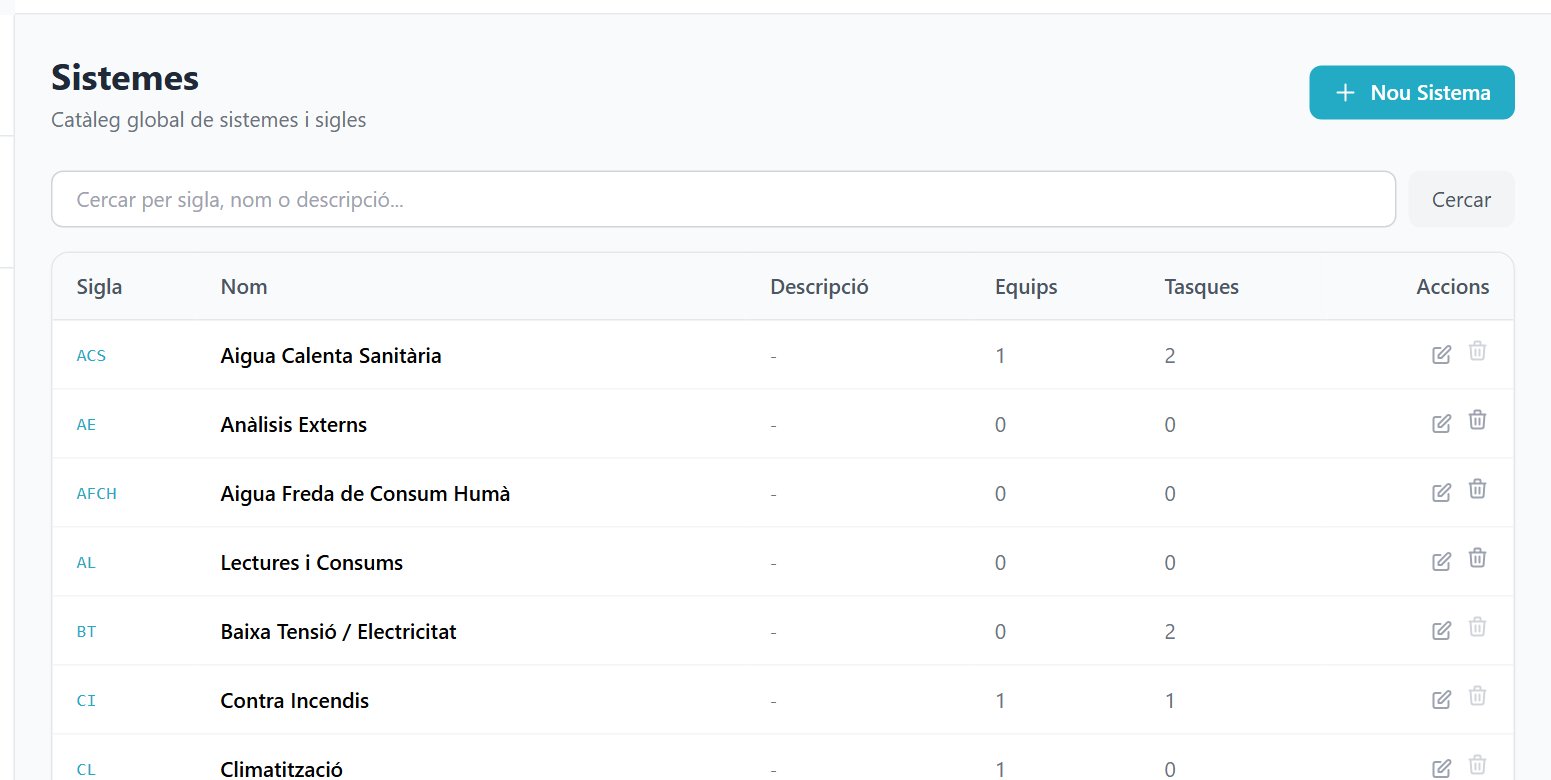 Sistemes
Catàleg global de sistemes i sigles
+ Nou Sistema
Cercar per sigla, nom o descripció...
Cercar
Sigla Nom Descripció Equips Tasques Accions
ACS Aigua Calenta Sanitària - 1 2
AE Anàlisis Externs - 0 0
AFCH Aigua Freda de Consum Humà - 0 0
AL Lectures i Consums - 0 0
BT Baixa Tensió / Electricitat - 0 2
CI Contra Incendis - 1 1
CL Climatització - 1 0